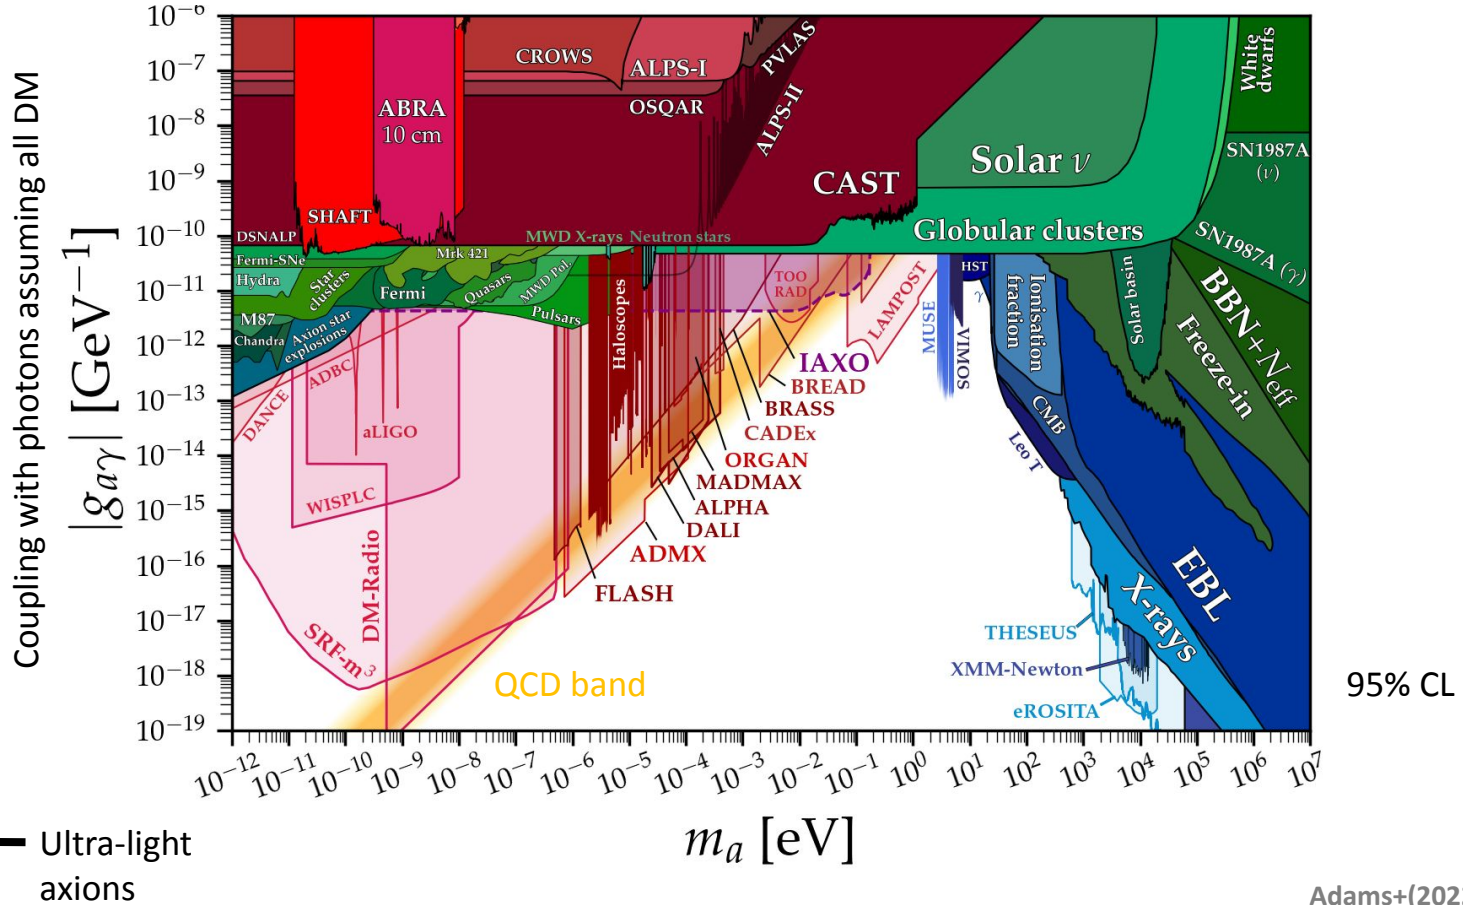 Coupling with photons assuming all DM
|g_{aγ}| [GeV⁻¹]
10⁻⁶
10⁻⁷
10⁻⁸
10⁻⁹
10⁻¹⁰
10⁻¹¹
10⁻¹²
10⁻¹³
10⁻¹⁴
10⁻¹⁵
10⁻¹⁶
10⁻¹⁷
10⁻¹⁸
10⁻¹⁹
CROWS
ALPS-I
PVLAS
OSQAR
ALPS-II
ABRA
10 cm
SHAFT
CAST
Solar ν
Globular clusters
White
dwarfs
SN1987A
(ν)
SN1987A (γ)
DSNALP
Fermi-SNe
Hydra
M87
Chandra
Star
clusters
Axion star
explosions
Mrk 421
Fermi
Quasars
MWD Pol.
Pulsars
MWD X-rays
Neutron stars
Haloscopes
TOO
RAD
LAMPOST
MUSE
VIMOS
HST
γ
Ionisation
fraction
Solar basin
BBN+N_{eff}
Freeze-in
CMB
Leo T
EBL
X-rays
ADBC
DANCE
aLIGO
WISPLC
DM-Radio
SRF-m³
IAXO
BREAD
BRASS
CADEx
ORGAN
MADMAX
ALPHA
DALI
ADMX
FLASH
QCD band
THESEUS
XMM-Newton
eROSITA
95% CL
10⁻¹²
10⁻¹¹
10⁻¹⁰
10⁻⁹
10⁻⁸
10⁻⁷
10⁻⁶
10⁻⁵
10⁻⁴
10⁻³
10⁻²
10⁻¹
10⁰
10¹
10²
10³
10⁴
10⁵
10⁶
10⁷
m_a [eV]
Ultra-light
axions
Adams+(202